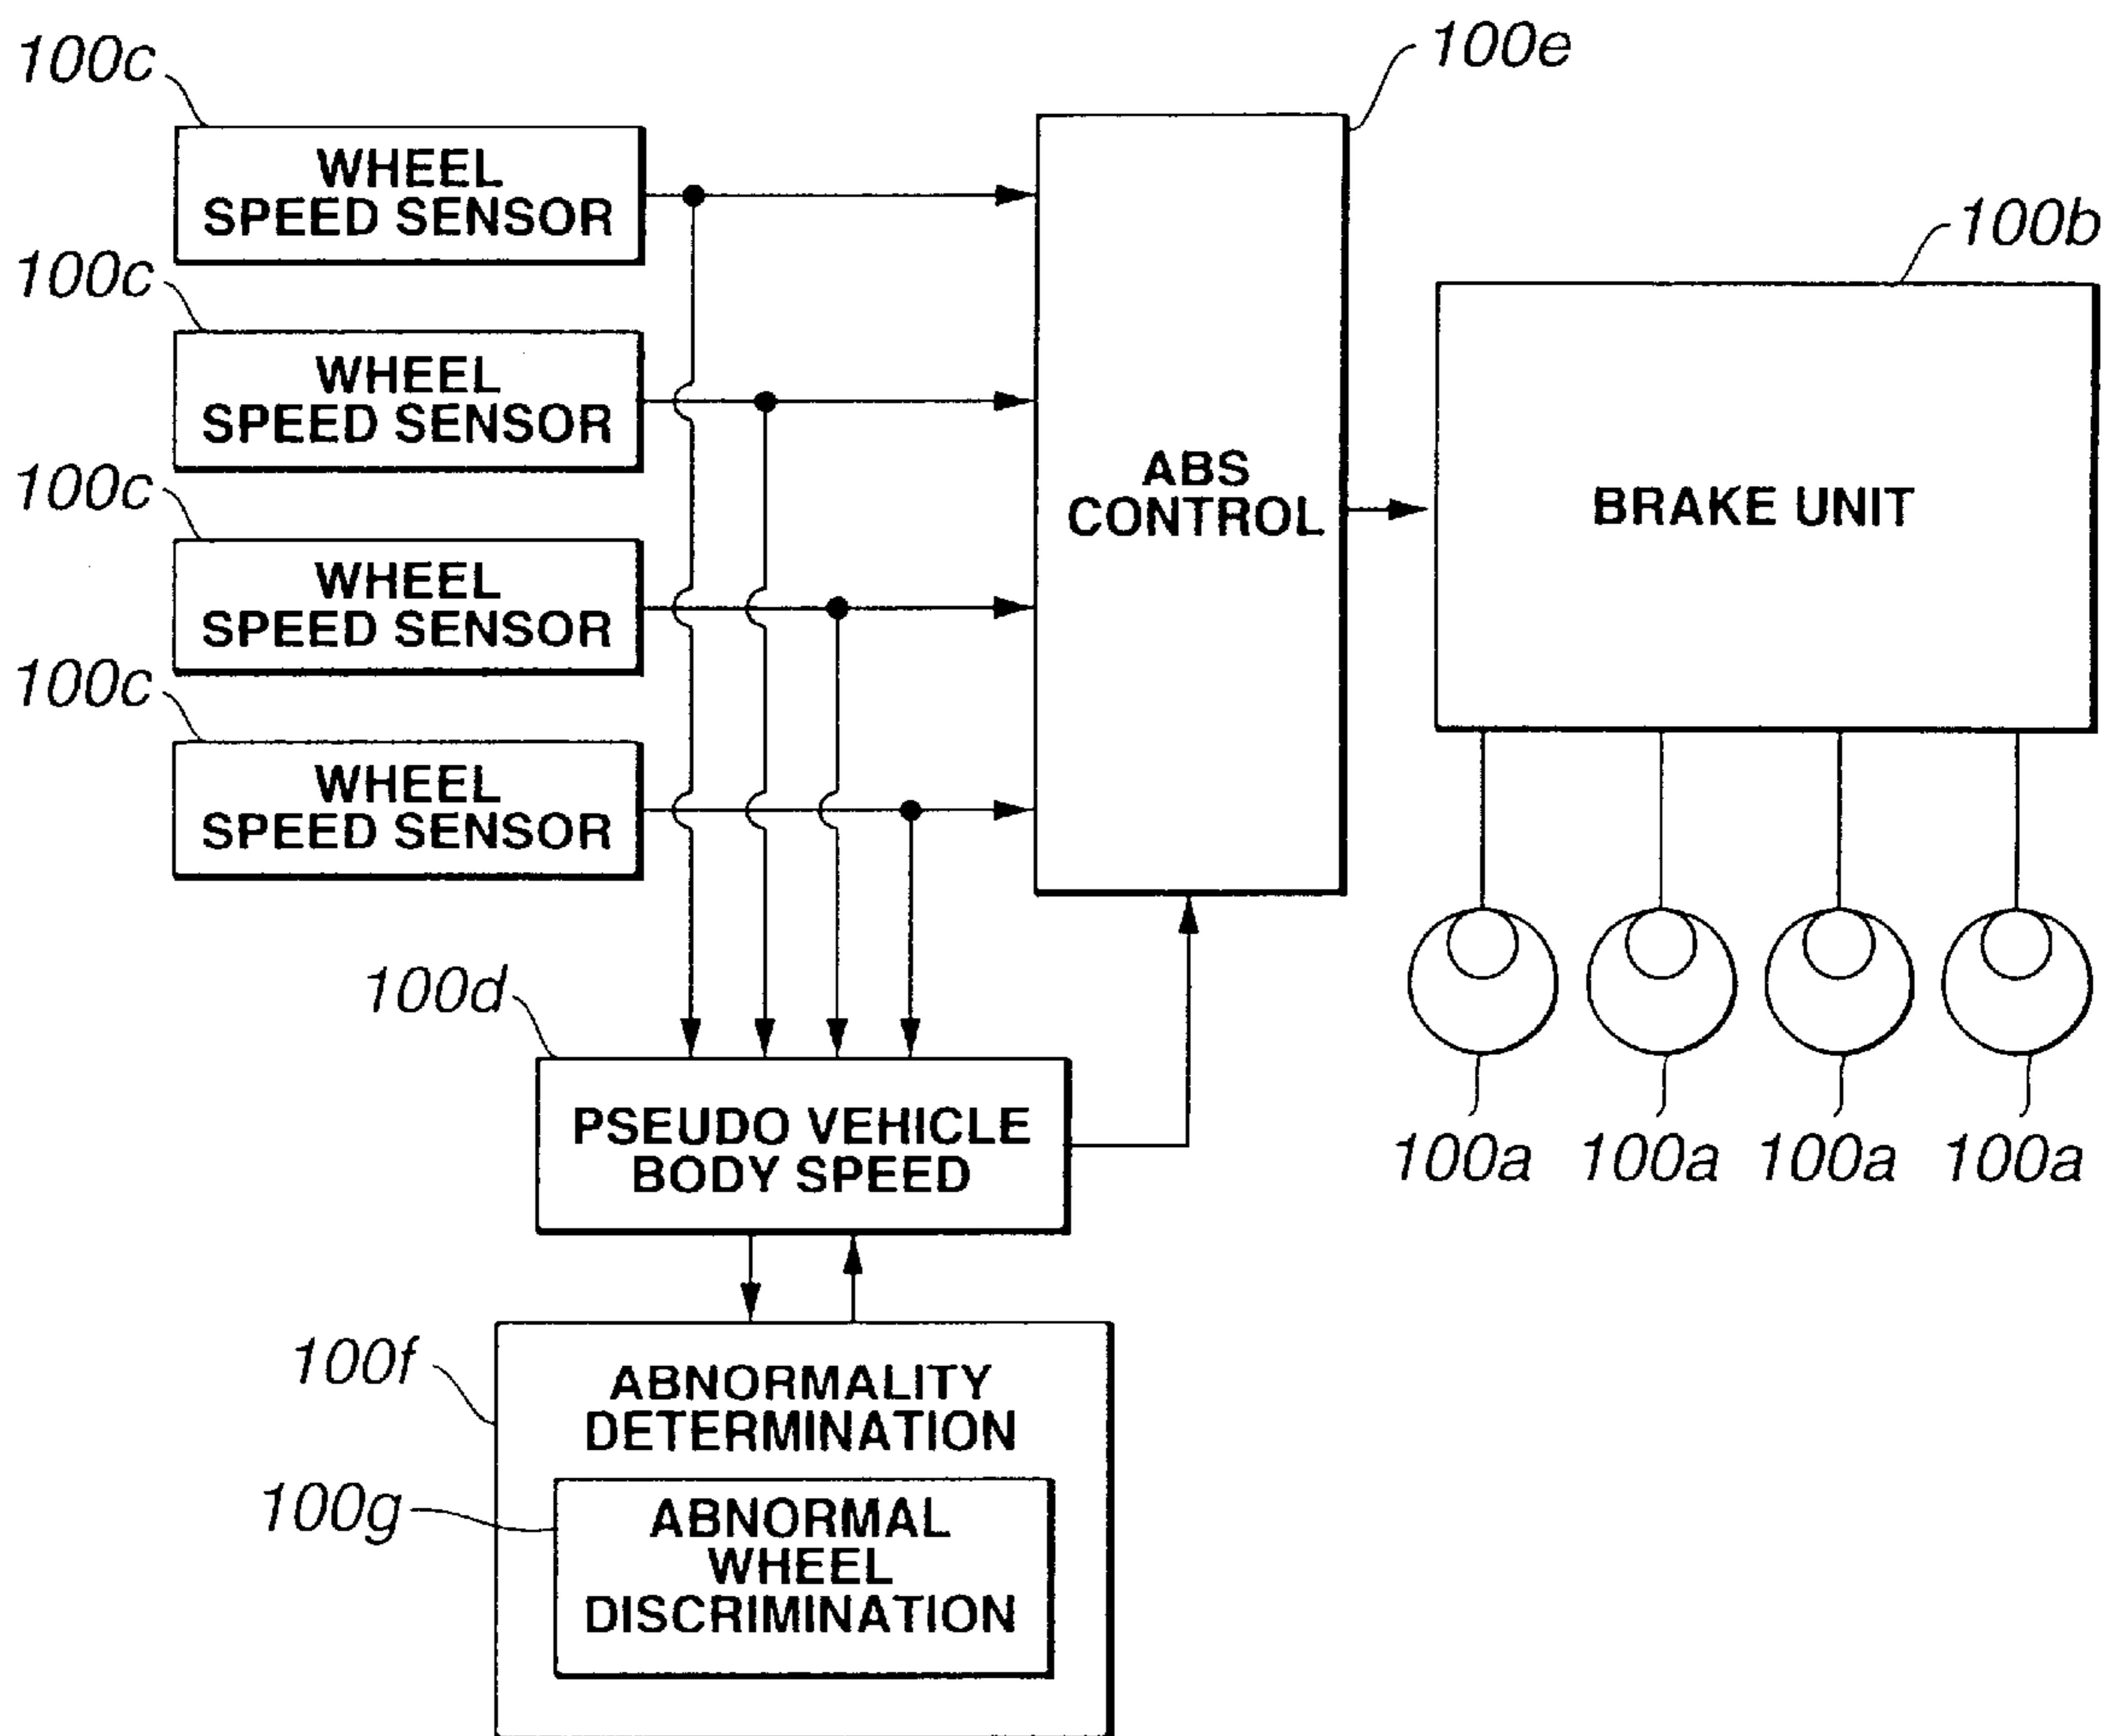 100c
WHEEL
SPEED SENSOR
100c
WHEEL
SPEED SENSOR
100c
WHEEL
SPEED SENSOR
100c
WHEEL
SPEED SENSOR
100e
ABS
CONTROL
100b
BRAKE UNIT
100a 100a 100a 100a
100d
PSEUDO VEHICLE
BODY SPEED
100f
ABNORMALITY
DETERMINATION
100g
ABNORMAL
WHEEL
DISCRIMINATION